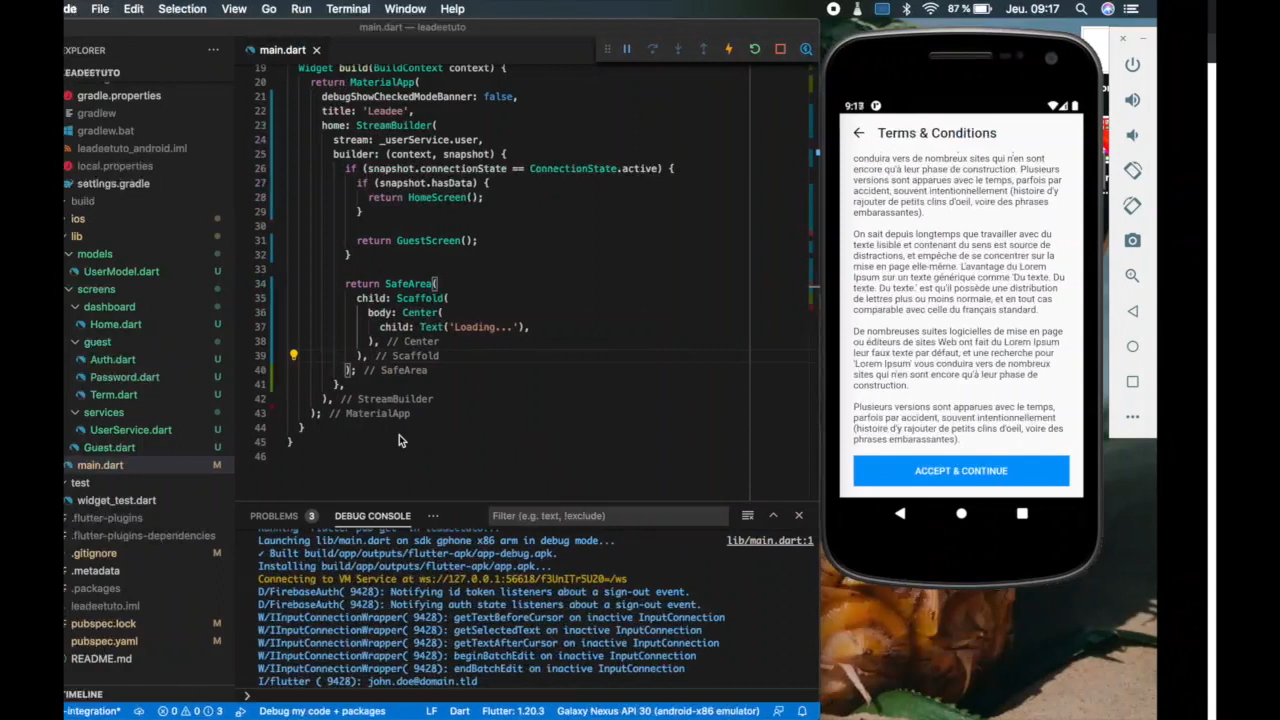 de File Edit Selection View Go Run Terminal Window Help
87 % Jeu. 09:17
main.dart — leadeetuto
EXPLORER
LEADEETUTO
gradle.properties
gradlew
gradlew.bat
leadeetuto_android.iml
local.properties
settings.gradle
build
ios
lib
models
UserModel.dart U
screens
dashboard
Home.dart U
guest
Auth.dart U
Password.dart U
Term.dart U
services
UserService.dart U
Guest.dart U
main.dart M
test
widget_test.dart
.flutter-plugins
.flutter-plugins-dependencies
.gitignore M
.metadata
.packages
leadeetuto.iml
pubspec.lock M
pubspec.yaml M
README.md
TIMELINE
main.dart
19 Widget build(BuildContext context) {
20 return MaterialApp(
21 debugShowCheckedModeBanner: false,
22 title: 'Leadee',
23 home: StreamBuilder(
24 stream: _userService.user,
25 builder: (context, snapshot) {
26 if (snapshot.connectionState == ConnectionState.active) {
27 if (snapshot.hasData) {
28 return HomeScreen();
29 }
30
31 return GuestScreen();
32 }
33
34 return SafeArea(
35 child: Scaffold(
36 body: Center(
37 child: Text('Loading...'),
38 ), // Center
39 ), // Scaffold
40 ); // SafeArea
41 },
42 ), // StreamBuilder
43 ); // MaterialApp
44 }
45 }
46
PROBLEMS 3 DEBUG CONSOLE Filter (e.g. text, !exclude)
Launching lib/main.dart on sdk gphone x86 arm in debug mode... lib/main.dart:1
✓ Built build/app/outputs/flutter-apk/app-debug.apk.
Installing build/app/outputs/flutter-apk/app.apk...
Connecting to VM Service at ws://127.0.0.1:56618/f3UnITr5U20=/ws
D/FirebaseAuth( 9428): Notifying id token listeners about a sign-out event.
D/FirebaseAuth( 9428): Notifying auth state listeners about a sign-out event.
W/IInputConnectionWrapper( 9428): getTextBeforeCursor on inactive InputConnection
W/IInputConnectionWrapper( 9428): getSelectedText on inactive InputConnection
W/IInputConnectionWrapper( 9428): getTextAfterCursor on inactive InputConnection
W/IInputConnectionWrapper( 9428): beginBatchEdit on inactive InputConnection
W/IInputConnectionWrapper( 9428): endBatchEdit on inactive InputConnection
I/flutter ( 9428): john.doe@domain.tld
-integration* 0 0 3 Debug my code + packages LF Dart Flutter: 1.20.3 Galaxy Nexus API 30 (android-x86 emulator)
Terms & Conditions
conduira vers de nombreux sites qui n'en sont
encore qu'à leur phase de construction. Plusieurs
versions sont apparues avec le temps, parfois par
accident, souvent intentionnellement (histoire d'y
rajouter de petits clins d'oeil, voire des phrases
embarassantes).
On sait depuis longtemps que travailler avec du
texte lisible et contenant du sens est source de
distractions, et empêche de se concentrer sur la
mise en page elle-même. L'avantage du Lorem
Ipsum sur un texte générique comme 'Du texte. Du
texte. Du texte.' est qu'il possède une distribution
de lettres plus ou moins normale, et en tout cas
comparable avec celle du français standard.
De nombreuses suites logicielles de mise en page
ou éditeurs de sites Web ont fait du Lorem Ipsum
leur faux texte par défaut, et une recherche pour
'Lorem Ipsum' vous conduira vers de nombreux
sites qui n'en sont encore qu'à leur phase de
construction.
Plusieurs versions sont apparues avec le temps,
parfois par accident, souvent intentionnellement
(histoire d'y rajouter de petits clins d'oeil, voire des
phrases embarassantes).
ACCEPT & CONTINUE